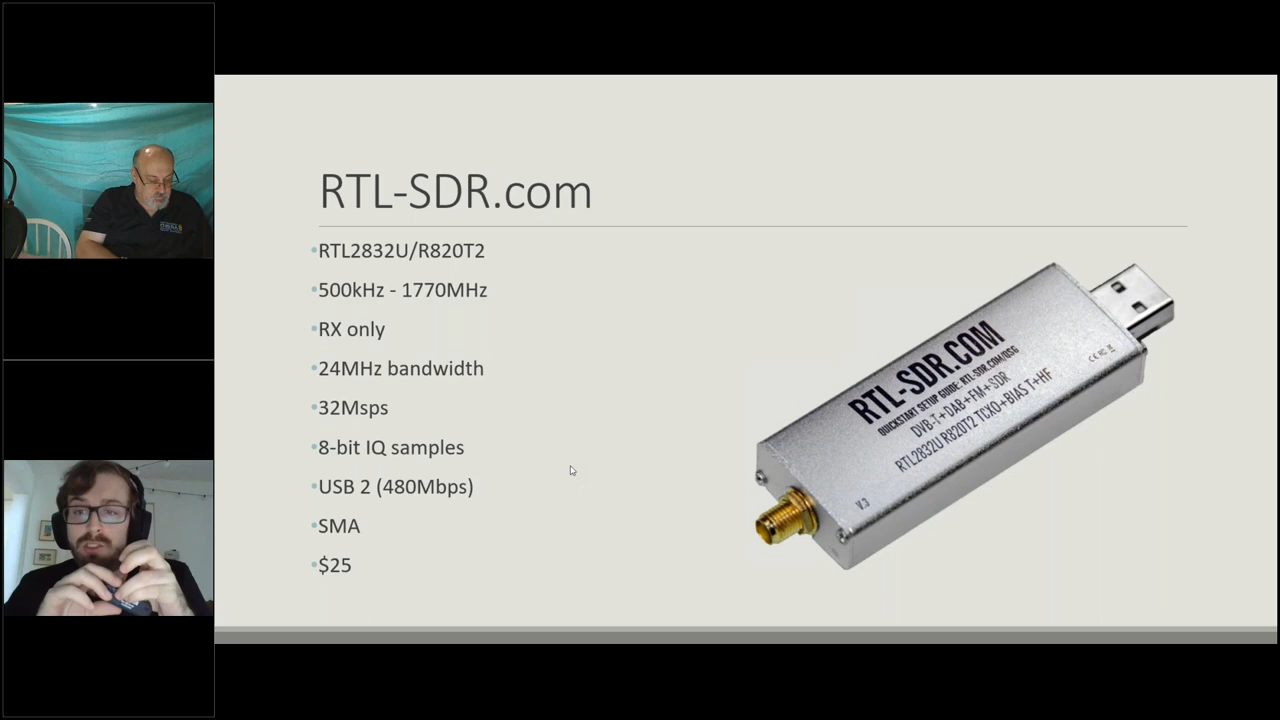 RTL-SDR.com
•RTL2832U/R820T2
•500kHz - 1770MHz
•RX only
•24MHz bandwidth
•32Msps
•8-bit IQ samples
•USB 2 (480Mbps)
•SMA
•$25
RTL-SDR.COM
QUICKSTART SETUP GUIDE: RTL-SDR.COM/QSG
DVB-T+DAB+FM+SDR
RTL2832U R820T2 TCXO+BIAS T+HF
V.3